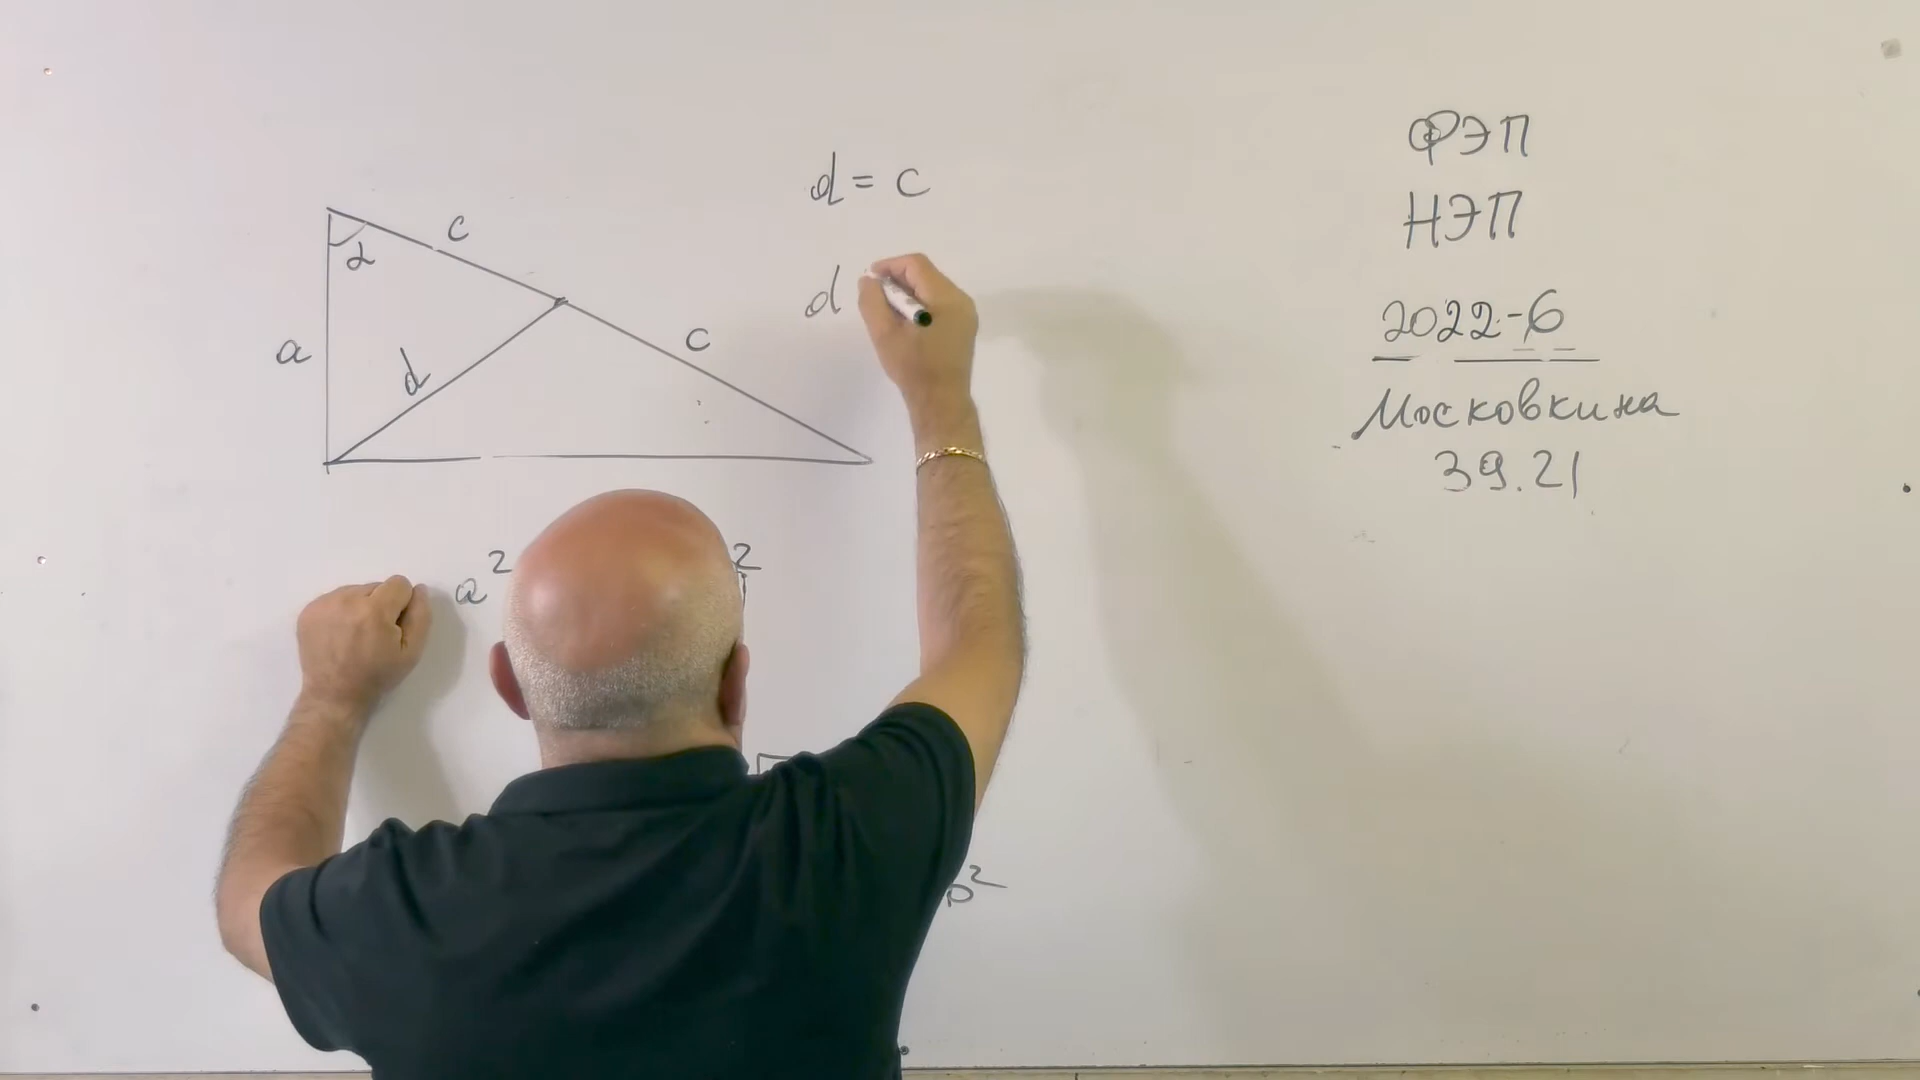 c
α
a
d
c
d = c
d
a²
2
p²
ФЭП
НЭП
2022-6
Московкина
39.21